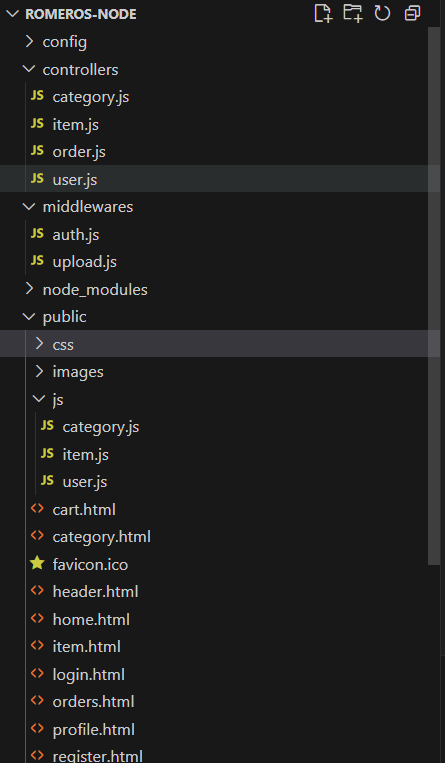 ROMEROS-NODE
config
controllers
JS category.js
JS item.js
JS order.js
JS user.js
middlewares
JS auth.js
JS upload.js
node_modules
public
css
images
js
JS category.js
JS item.js
JS user.js
cart.html
category.html
favicon.ico
header.html
home.html
item.html
login.html
orders.html
profile.html
register.html